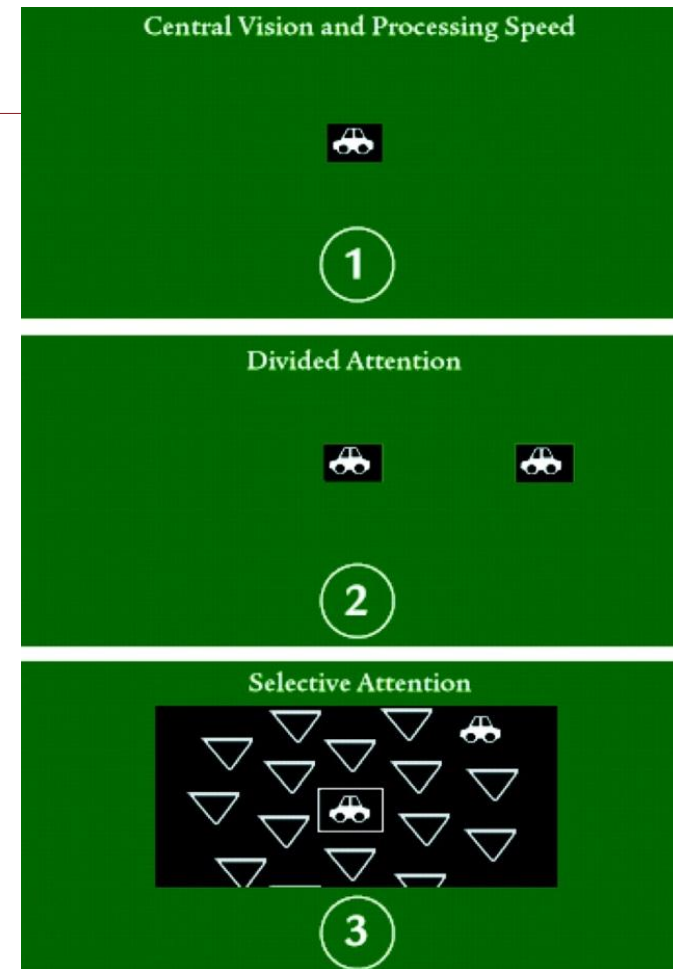 Central Vision and Processing Speed
1
Divided Attention
2
Selective Attention
3